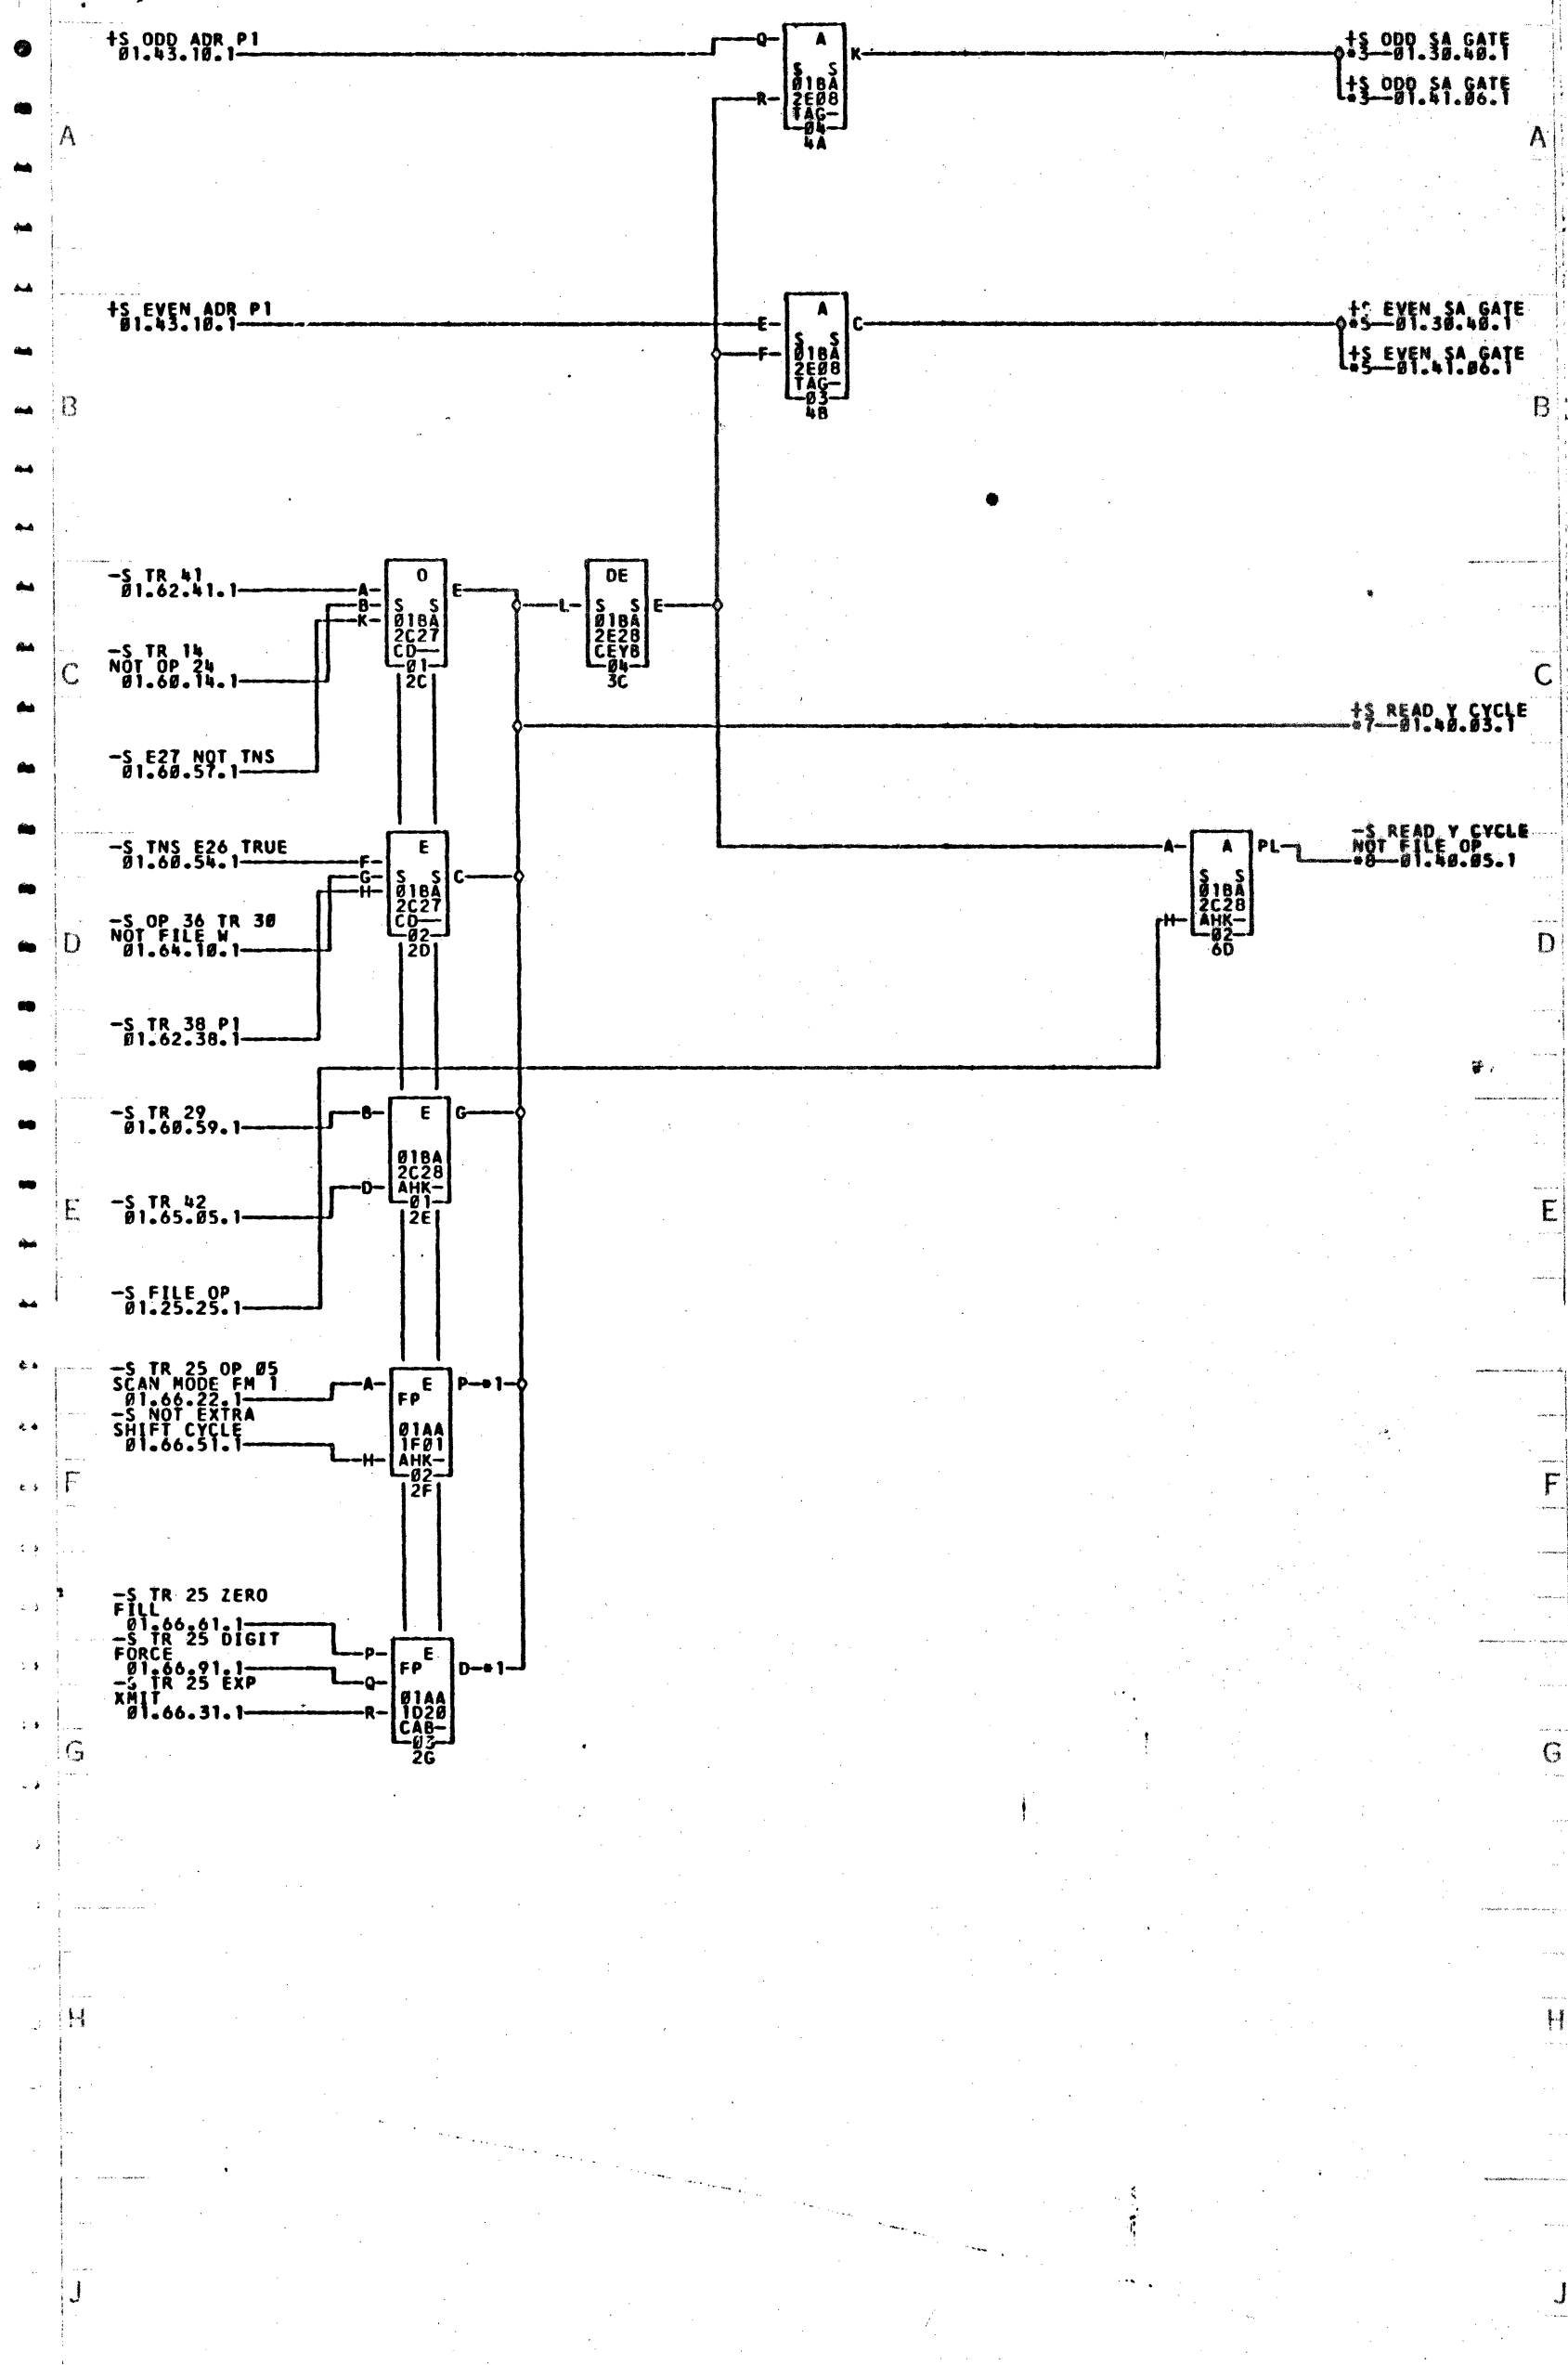 +S ODD ADR P1
01.43.10.1
Q
R
A
S S
01BA
2E08
TAG-
04
4A
K
+S ODD SA GATE
*3—01.30.40.1
+S ODD SA GATE
*3—01.41.06.1
A
A
+S EVEN ADR P1
01.43.10.1
E
F
A
S S
01BA
2E08
TAG-
03
4B
C
+S EVEN SA GATE
*5—01.30.40.1
+S EVEN SA GATE
*5—01.41.06.1
B
B
-S TR 41
01.62.41.1
-S TR 14
NOT OP 24
01.60.14.1
-S E27 NOT TNS
01.60.57.1
A
B
K
O
S S
01BA
2C27
CD—
01
2C
E
L
DE
S S
01BA
2E28
CEYB
04
3C
E
C
C
+S READ Y CYCLE
*7—01.40.03.1
-S TNS E26 TRUE
01.60.54.1
-S OP 36 TR 30
NOT FILE W
01.64.10.1
-S TR 38 P1
01.62.38.1
F
G
H
E
S S
01BA
2C27
CD—
02
2D
C
A
H
A
S S
01BA
2C28
AHK-
02
6D
PL
-S READ Y CYCLE
NOT FILE OP
*8—01.40.05.1
D
D
-S TR 29
01.60.59.1
-S TR 42
01.65.05.1
-S FILE OP
01.25.25.1
B
D
E
01BA
2C28
AHK-
01
2E
G
E
E
-S TR 25 OP 05
SCAN MODE FM 1
01.66.22.1
-S NOT EXTRA
SHIFT CYCLE
01.66.51.1
A
H
E
FP
01AA
1F01
AHK-
02
2F
P—*1
F
F
-S TR 25 ZERO
FILL
01.66.61.1
-S TR 25 DIGIT
FORCE
01.66.91.1
-S TR 25 EXP
XMIT
01.66.31.1
P
Q
R
E
FP
01AA
1D20
CAB-
03
2G
D—*1
G
G
H
H
J
J